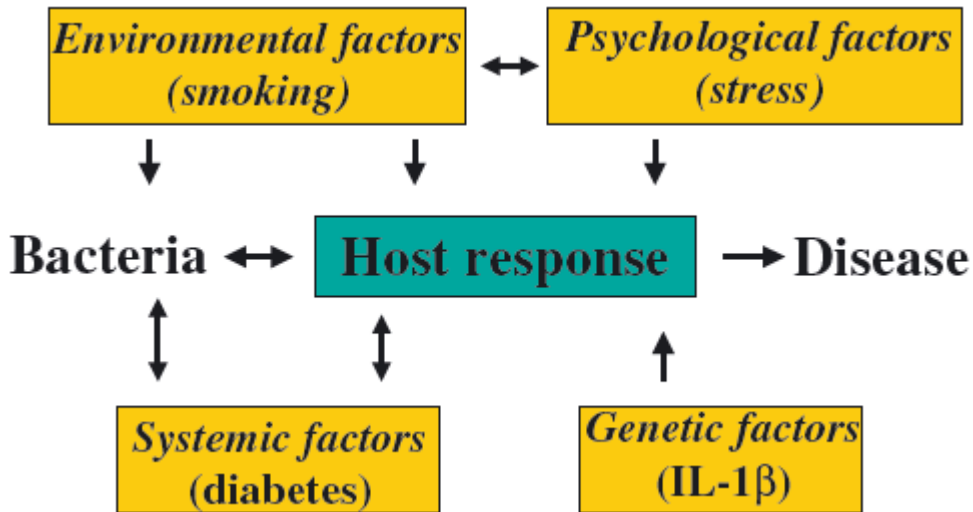 Environmental factors
(smoking)
Psychological factors
(stress)
Bacteria
Host response
Disease
Systemic factors
(diabetes)
Genetic factors
(IL-1β)